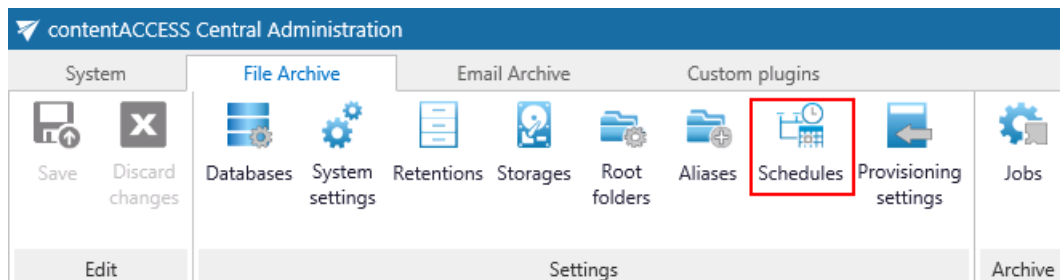 contentACCESS Central Administration
System File Archive Email Archive Custom plugins
Save Discard Databases System Retentions Storages Root Aliases Schedules Provisioning Jobs
changes settings folders settings
Edit Settings Archive